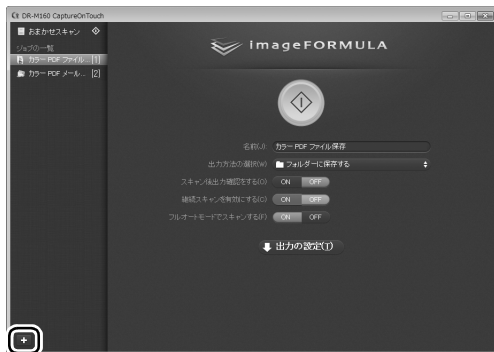 DR-M160 CaptureOnTouch
おまかせスキャン
ジョブの一覧
カラー PDF ファイル... [1]
カラー PDF メール... [2]
imageFORMULA
名前(J) カラー PDF ファイル保存
出力方法の選択(W) フォルダーに保存する
スキャン後出力確認をする(O) ON OFF
継続スキャンを有効にする(C) ON OFF
フルオートモードでスキャンする(F) ON OFF
出力の設定(T)